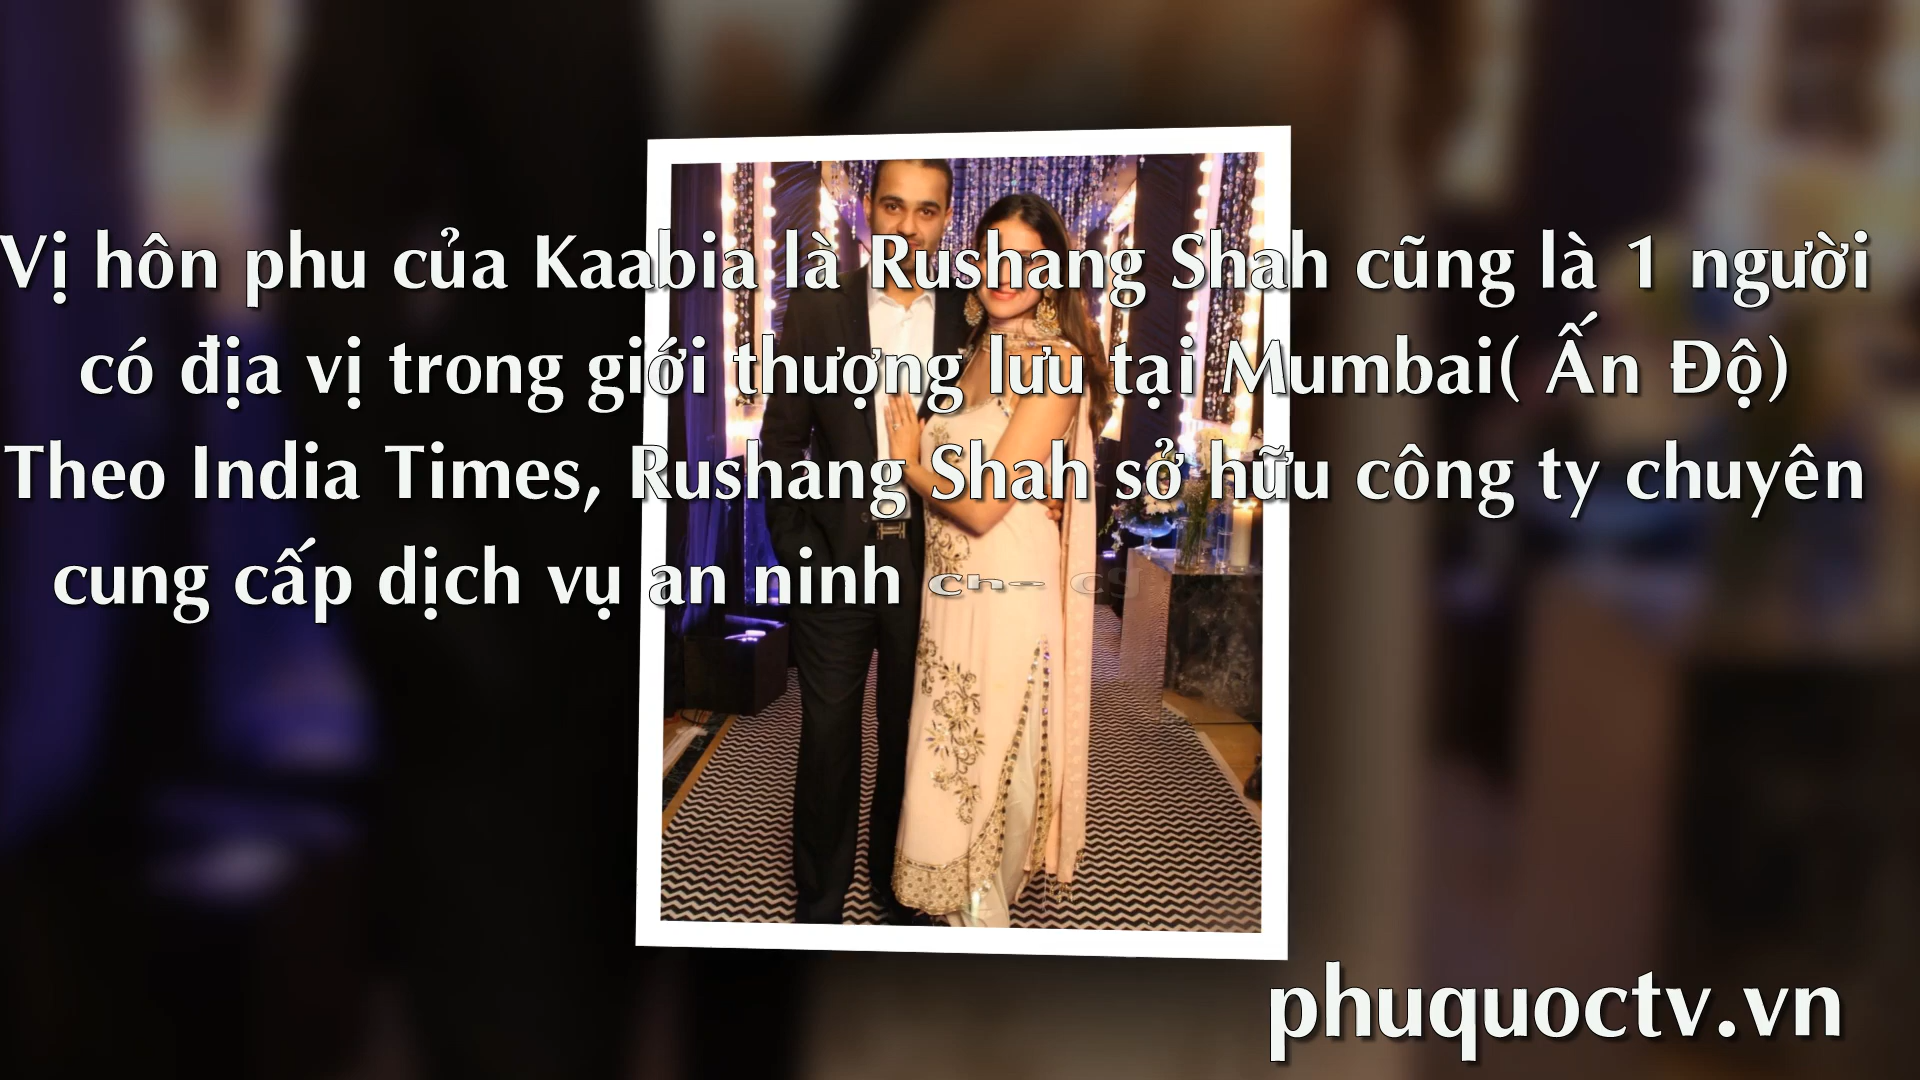 Vị hôn phu của Kaabia là Rushang Shah cũng là 1 người
có địa vị trong giới thượng lưu tại Mumbai( Ấn Độ)
Theo India Times, Rushang Shah sở hữu công ty chuyên
cung cấp dịch vụ an ninh
phuquoctv.vn